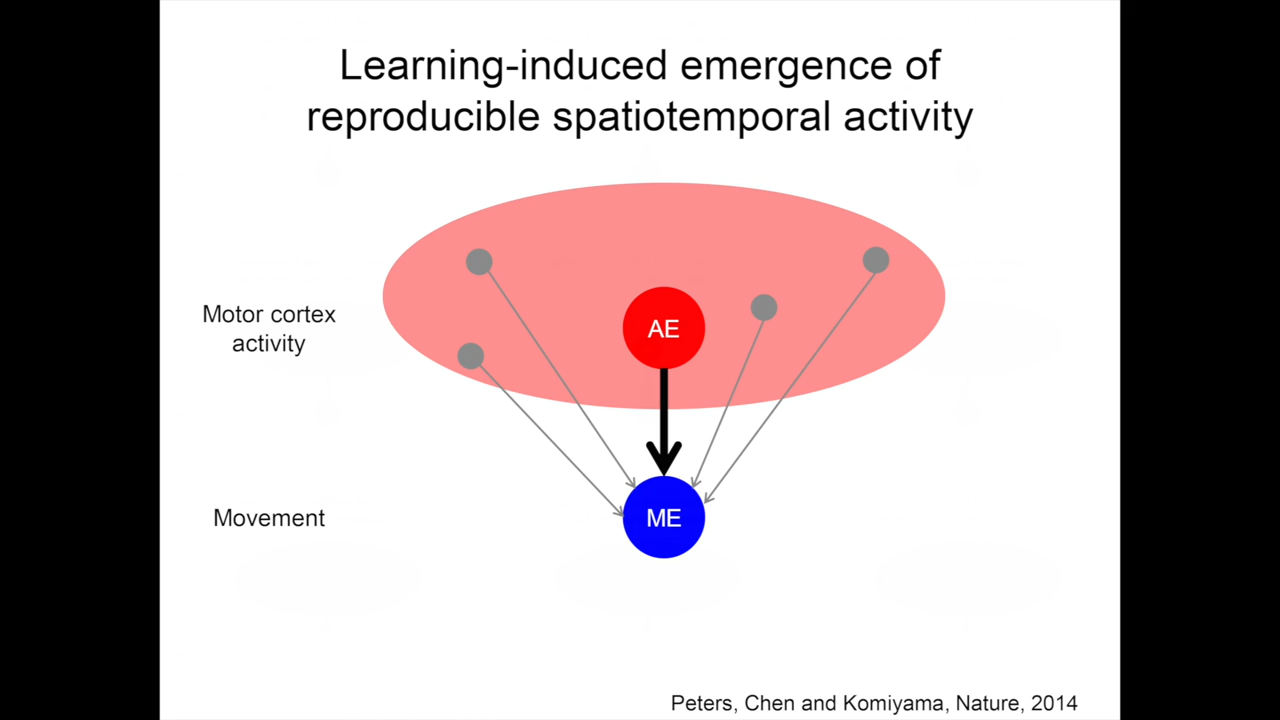 Learning-induced emergence of
reproducible spatiotemporal activity
Motor cortex
activity
AE
Movement
ME
Peters, Chen and Komiyama, Nature, 2014